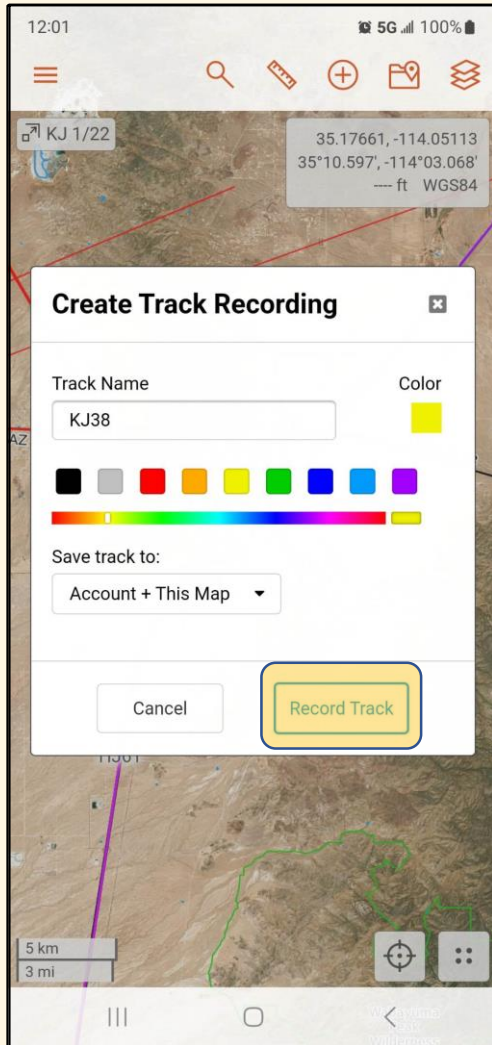 12:01 5G 100%
KJ 1/22
35.17661, -114.05113
35°10.597', -114°03.068'
---- ft WGS84
Create Track Recording
Track Name Color
KJ38
AZ
Save track to:
Account + This Map
Cancel Record Track
5 km
3 mi
Wilderness